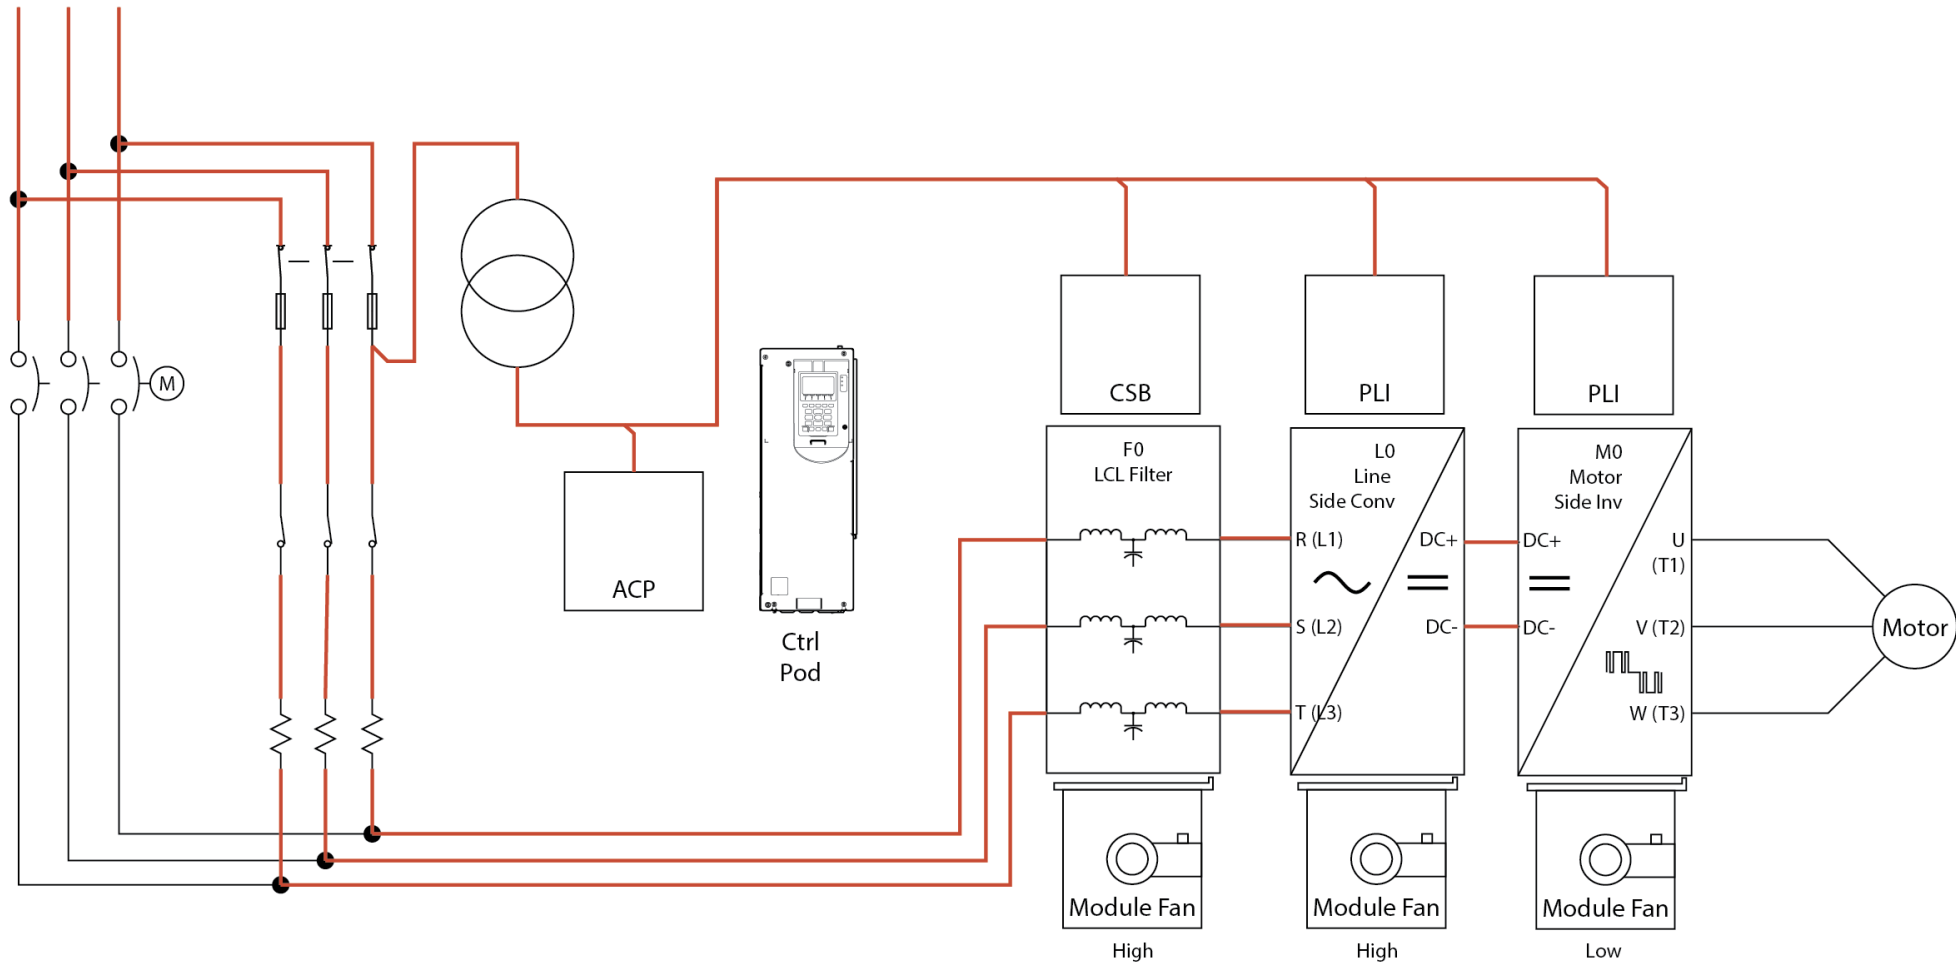 M
ACP
Ctrl
Pod
CSB
PLI
PLI
F0
LCL Filter
L0
Line
Side Conv
M0
Motor
Side Inv
R (L1)
DC+
DC+
U
(T1)
S (L2)
DC-
DC-
V (T2)
Motor
T (L3)
W (T3)
Module Fan
Module Fan
Module Fan
High
High
Low